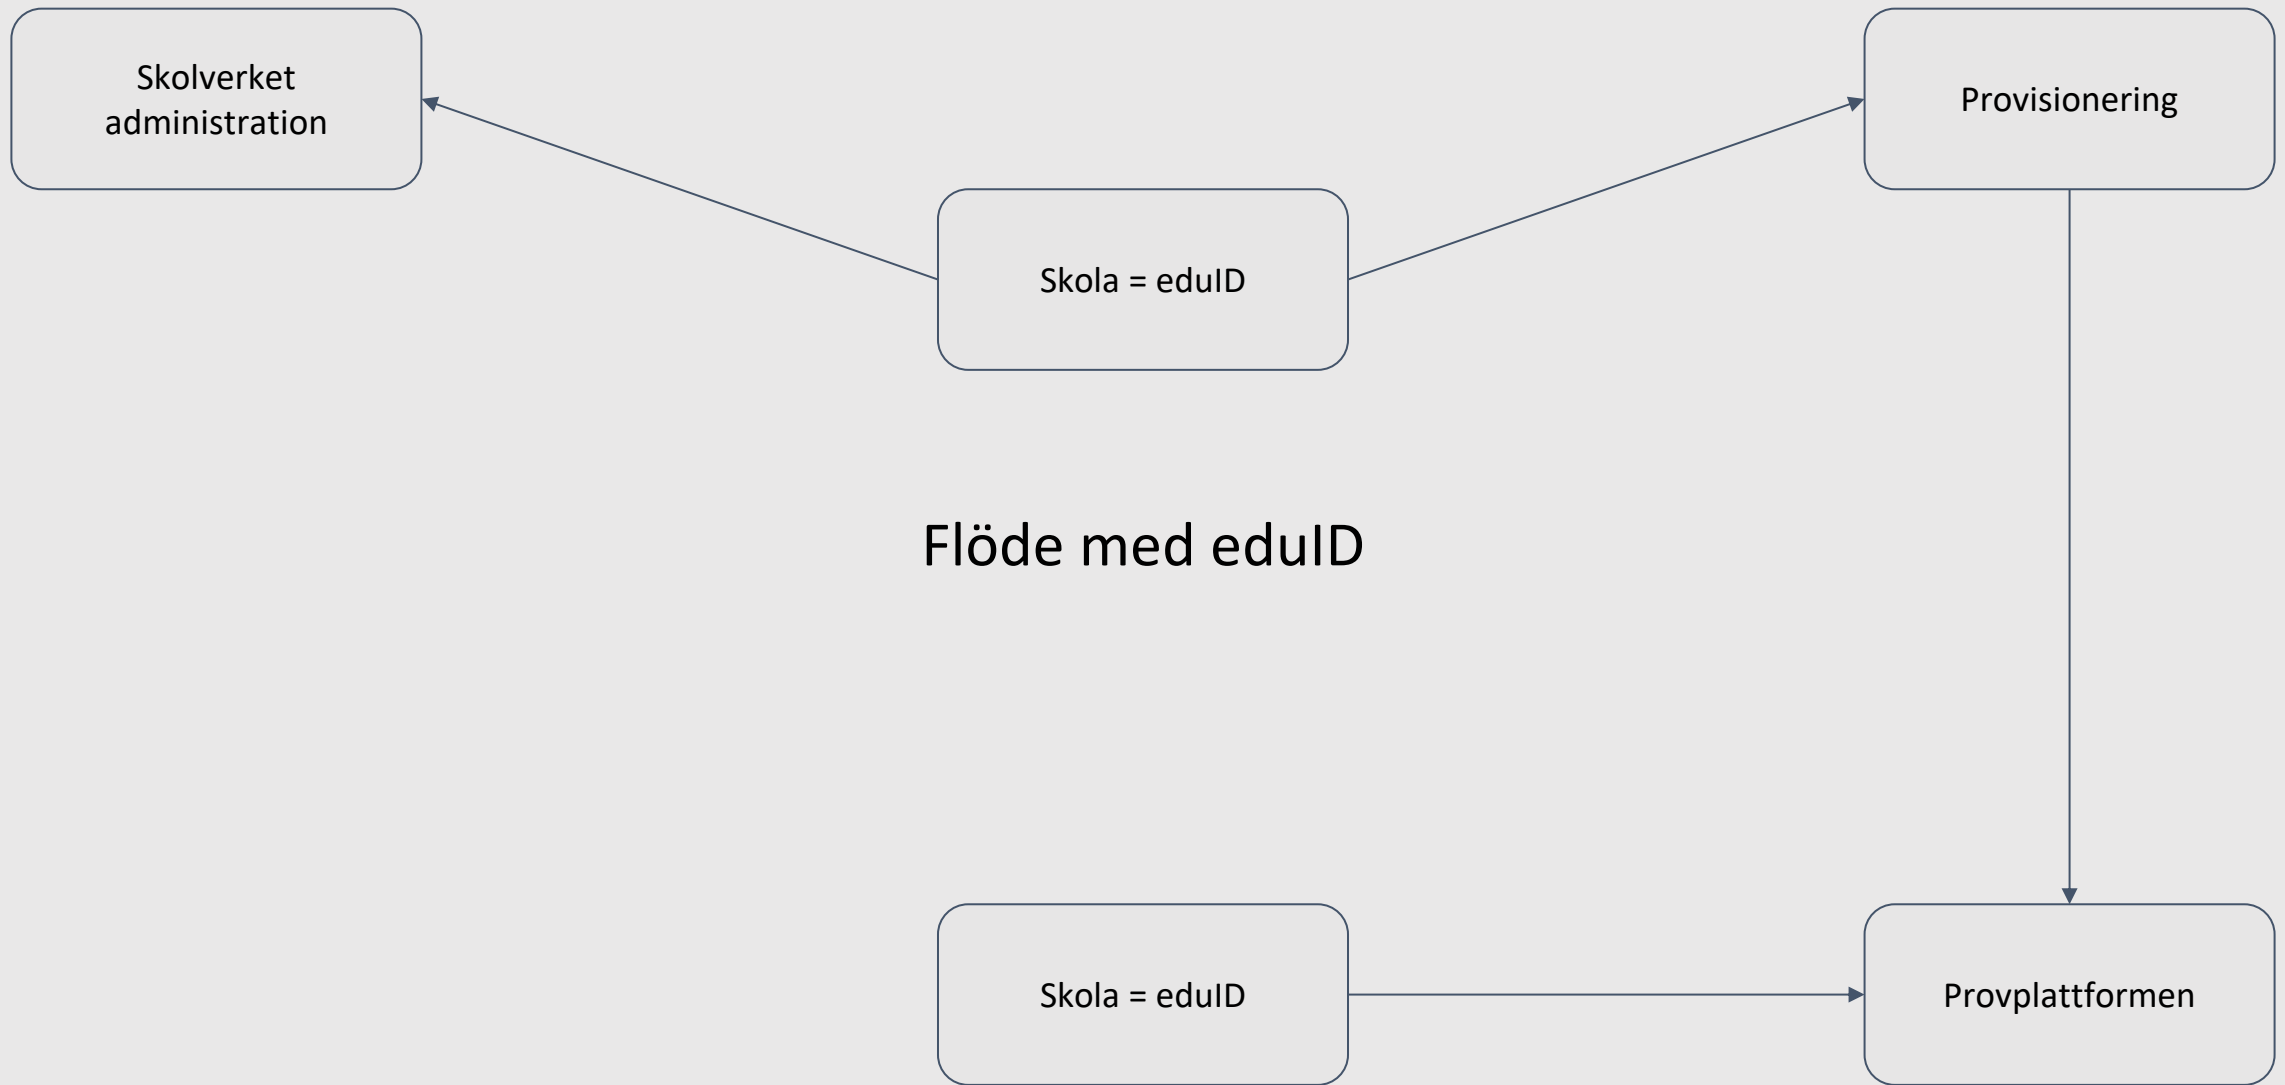 Skolverket
administration
Provisionering
Skola = eduID
Flöde med eduID
Skola = eduID
Provplattformen